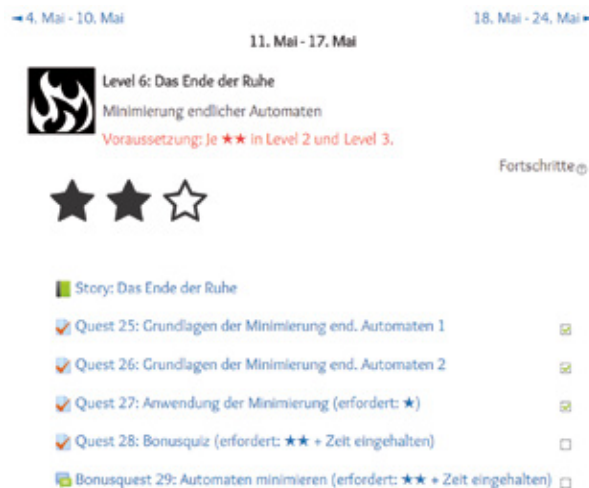 ◄ 4. Mai - 10. Mai
18. Mai - 24. Mai ►
11. Mai - 17. Mai
Level 6: Das Ende der Ruhe
Minimierung endlicher Automaten
Voraussetzung: Je ★★ in Level 2 und Level 3.
Fortschritte
Story: Das Ende der Ruhe
Quest 25: Grundlagen der Minimierung end. Automaten 1
Quest 26: Grundlagen der Minimierung end. Automaten 2
Quest 27: Anwendung der Minimierung (erfordert: ★)
Quest 28: Bonusquiz (erfordert: ★★ + Zeit eingehalten)
Bonusquest 29: Automaten minimieren (erfordert: ★★ + Zeit eingehalten)